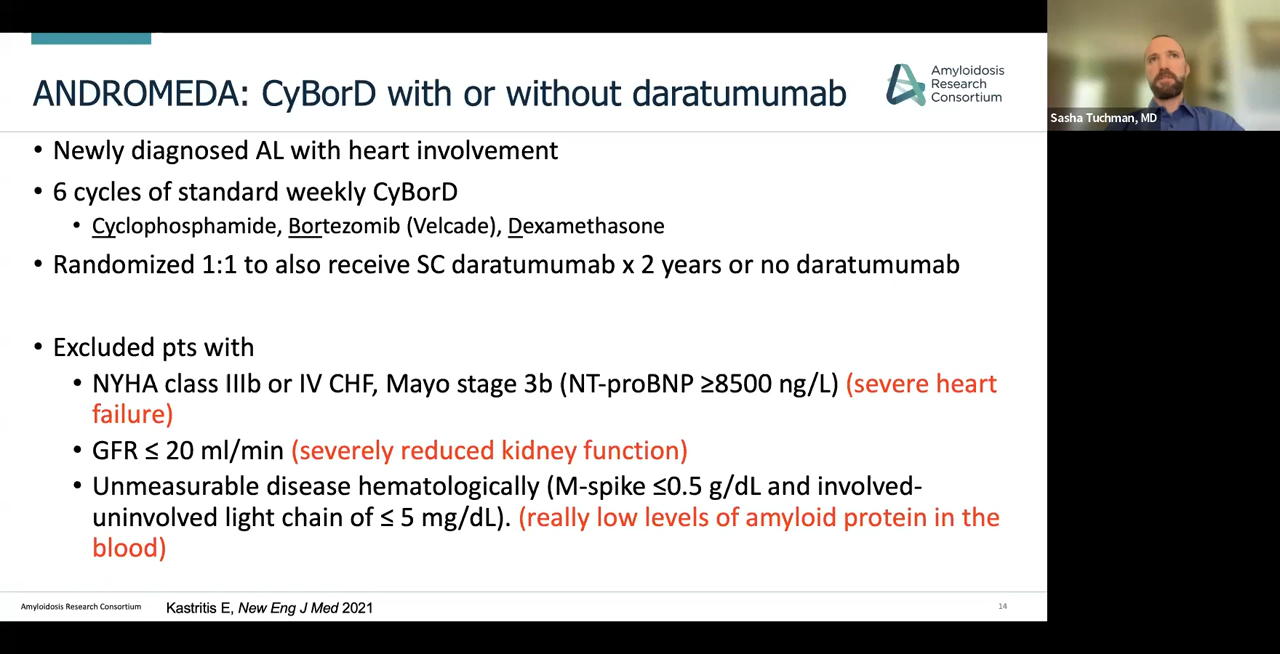 ANDROMEDA: CyBorD with or without daratumumab
Amyloidosis
Research
Consortium
Sasha Tuchman, MD
• Newly diagnosed AL with heart involvement
• 6 cycles of standard weekly CyBorD
• Cyclophosphamide, Bortezomib (Velcade), Dexamethasone
• Randomized 1:1 to also receive SC daratumumab x 2 years or no daratumumab
• Excluded pts with
• NYHA class IIIb or IV CHF, Mayo stage 3b (NT-proBNP ≥8500 ng/L) (severe heart
failure)
• GFR ≤ 20 ml/min (severely reduced kidney function)
• Unmeasurable disease hematologically (M-spike ≤0.5 g/dL and involved-
uninvolved light chain of ≤ 5 mg/dL). (really low levels of amyloid protein in the
blood)
Amyloidosis Research Consortium
Kastritis E, New Eng J Med 2021
14